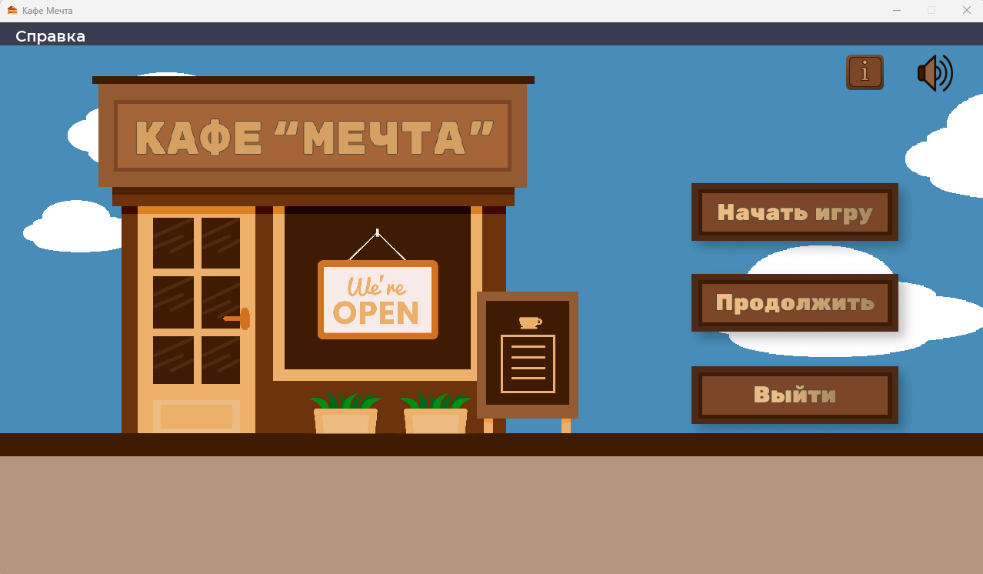 Кафе Мечта
Справка
i
КАФЕ “МЕЧТА”
Начать игру
We're
OPEN
Продолжить
Выйти